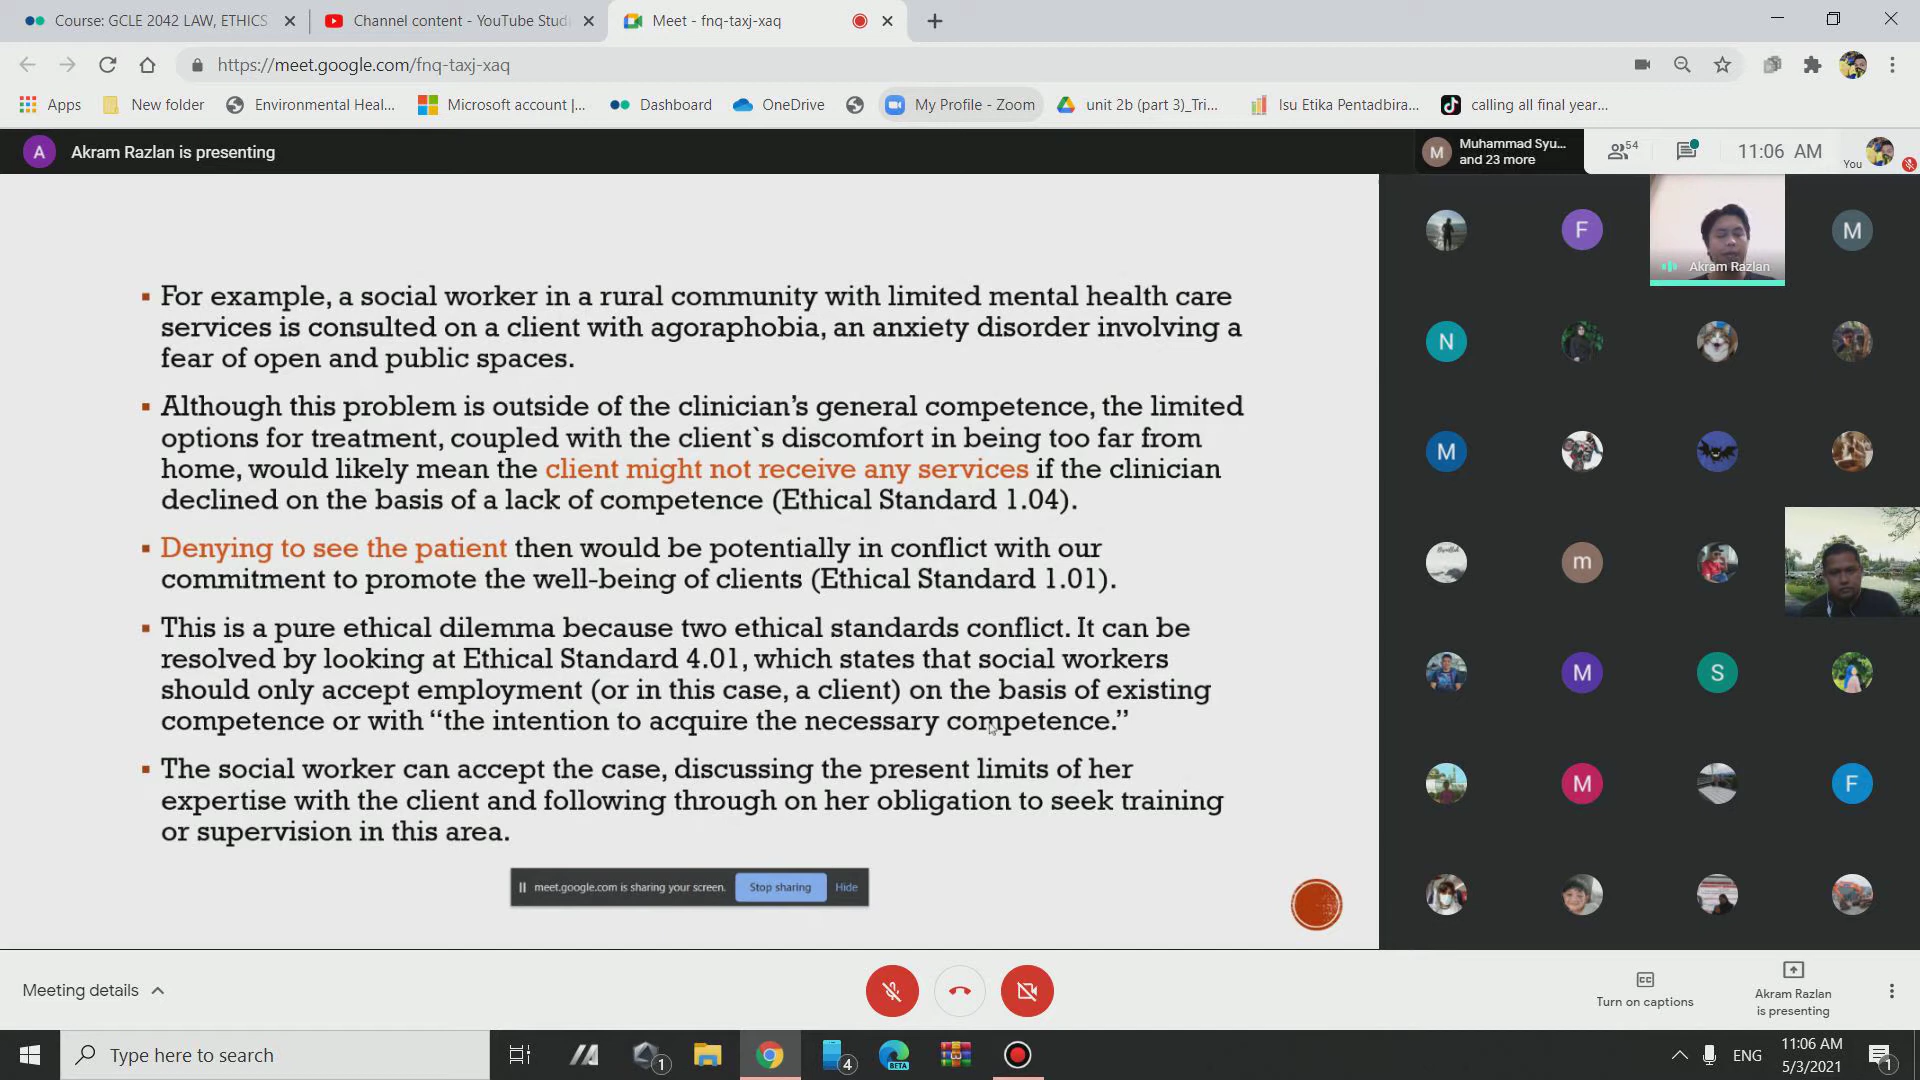 Course: GCLE 2042 LAW, ETHICS
Channel content - YouTube Stud
Meet - fnq-taxj-xaq
https://meet.google.com/fnq-taxj-xaq
Apps
New folder
Environmental Heal...
Microsoft account |...
Dashboard
OneDrive
My Profile - Zoom
unit 2b (part 3)_Tri...
Isu Etika Pentadbira...
calling all final year...
A
Akram Razlan is presenting
M
Muhammad Syu...
and 23 more
54
11:06 AM
You
▪ For example, a social worker in a rural community with limited mental health care
services is consulted on a client with agoraphobia, an anxiety disorder involving a
fear of open and public spaces.
▪ Although this problem is outside of the clinician’s general competence, the limited
options for treatment, coupled with the client`s discomfort in being too far from
home, would likely mean the client might not receive any services if the clinician
declined on the basis of a lack of competence (Ethical Standard 1.04).
▪ Denying to see the patient then would be potentially in conflict with our
commitment to promote the well-being of clients (Ethical Standard 1.01).
▪ This is a pure ethical dilemma because two ethical standards conflict. It can be
resolved by looking at Ethical Standard 4.01, which states that social workers
should only accept employment (or in this case, a client) on the basis of existing
competence or with “the intention to acquire the necessary competence.”
▪ The social worker can accept the case, discussing the present limits of her
expertise with the client and following through on her obligation to seek training
or supervision in this area.
meet.google.com is sharing your screen.
Stop sharing
Hide
F
Akram Razlan
M
N
M
m
M
S
M
F
Meeting details
CC
Turn on captions
Akram Razlan
is presenting
Type here to search
1
4
BETA
ENG
11:06 AM
5/3/2021
1